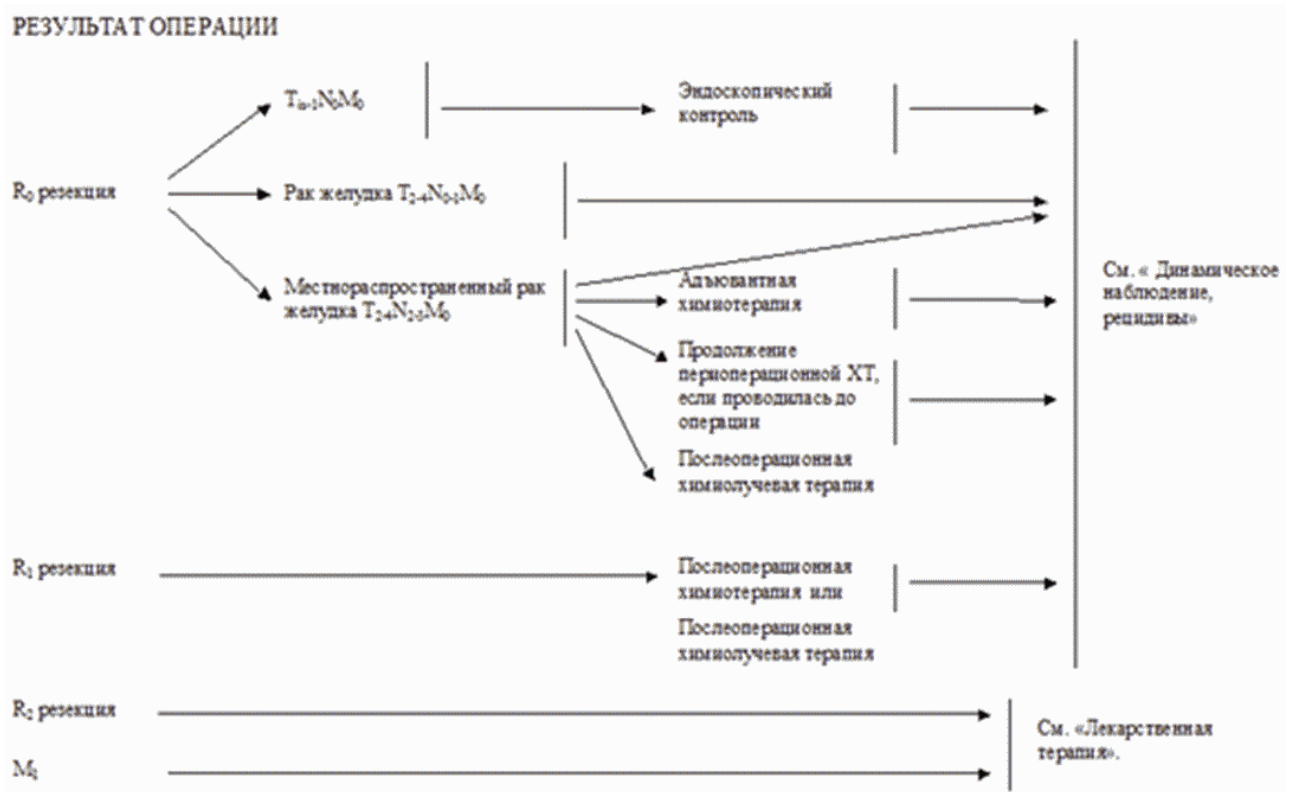 РЕЗУЛЬТАТ ОПЕРАЦИИ
Tis-1N0M0
Эндоскопический
контроль
R0 резекция
Рак желудка T2-4N0-1M0
Местнораспространенный рак
желудка T2-4N2-3M0
Адъювантная
химиотерапия
См. « Динамическое
наблюдение,
рецидивы»
Продолжение
периоперационной ХТ,
если проводилась до
операции
Послеоперационная
химиолучевая терапия
R1 резекция
Послеоперационная
химиотерапия или
Послеоперационная
химиолучевая терапия
R2 резекция
См. «Лекарственная
терапия».
M1